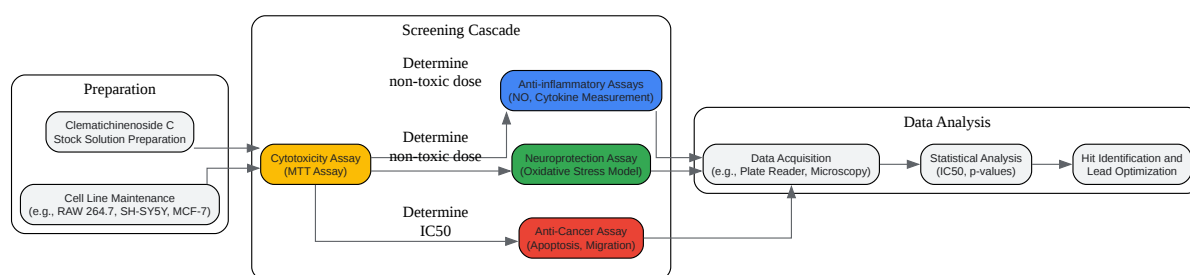 Preparation
Clematichinenoside C
Stock Solution Preparation
Cell Line Maintenance
(e.g., RAW 264.7, SH-SY5Y, MCF-7)
Screening Cascade
Cytotoxicity Assay
(MTT Assay)
Determine
non-toxic dose
Anti-inflammatory Assays
(NO, Cytokine Measurement)
Determine
non-toxic dose
Neuroprotection Assay
(Oxidative Stress Model)
Determine
IC50
Anti-Cancer Assay
(Apoptosis, Migration)
Data Analysis
Data Acquisition
(e.g., Plate Reader, Microscopy)
Statistical Analysis
(IC50, p-values)
Hit Identification and
Lead Optimization